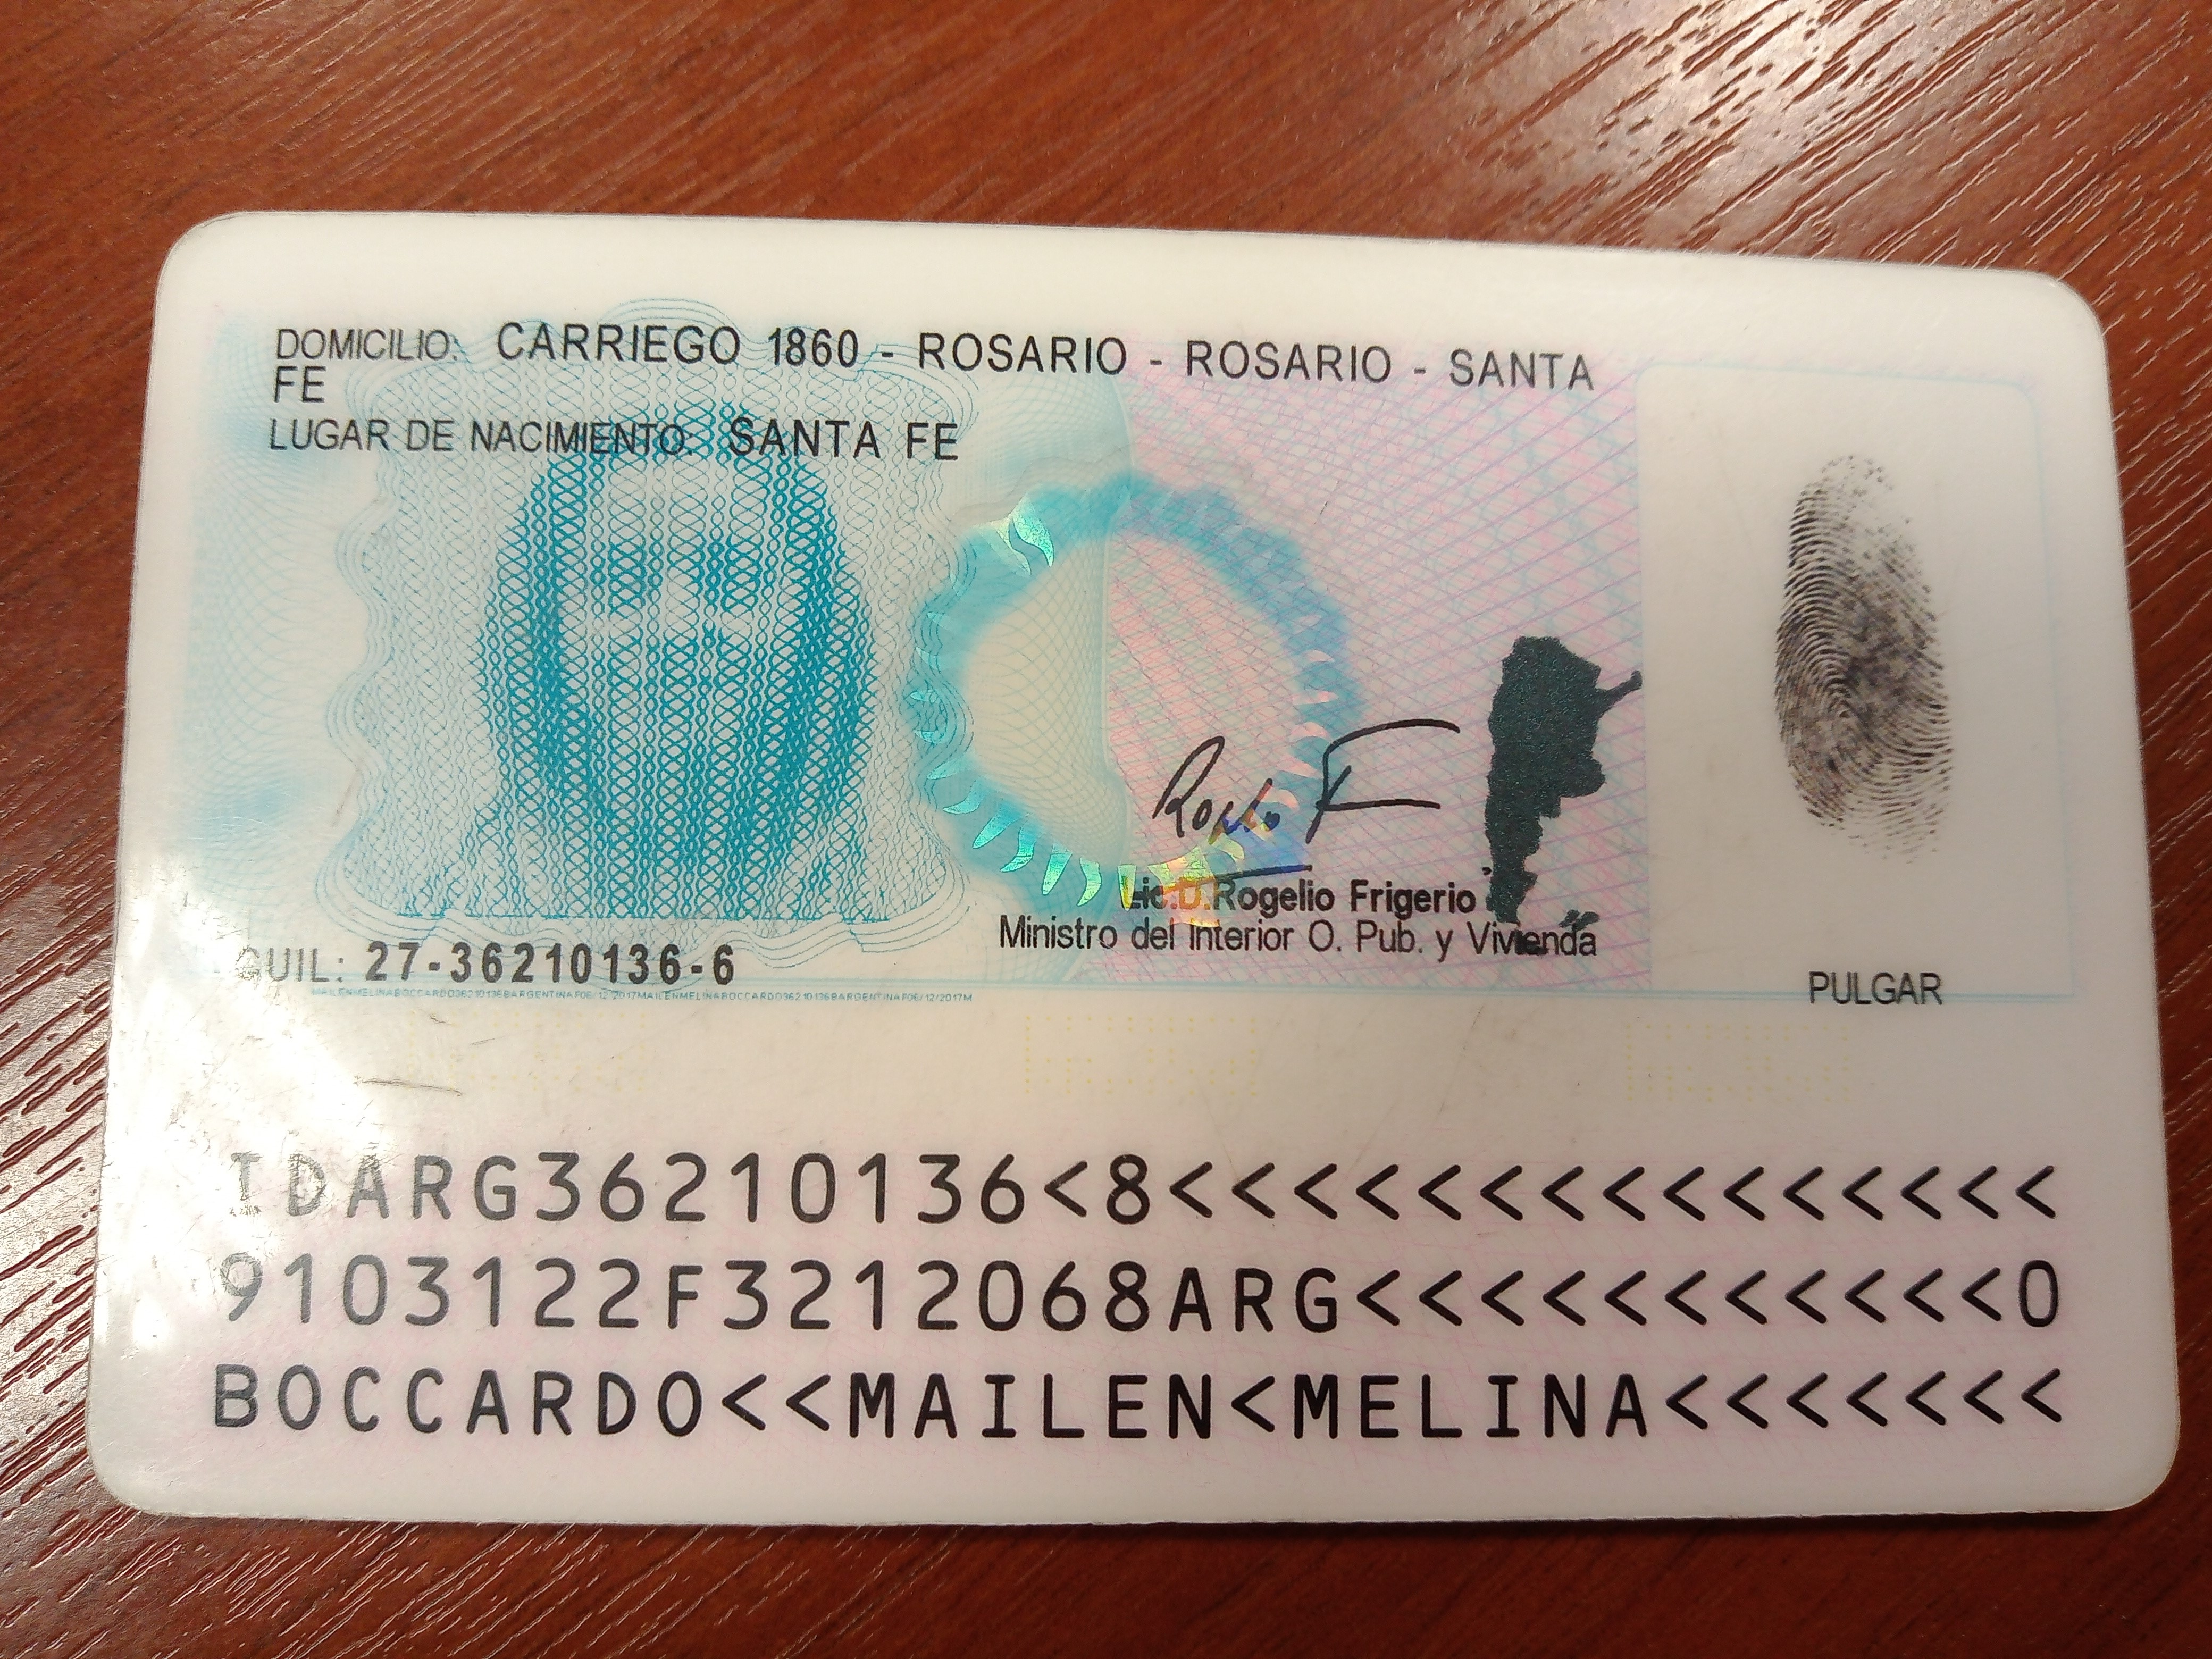 DOMICILIO: CARRIEGO 1860 - ROSARIO - ROSARIO - SANTA
FE
LUGAR DE NACIMIENTO: SANTA FE
Lic.D.Rogelio Frigerio
Ministro del Interior O. Pub. y Vivienda
CUIL: 27-36210136-6
MAILENMELINABOCCARDO36210136BARGENTINAF06/12/2017MAILENMELINABOCCARDO36210136BARGENTINAF06/12/2017M
PULGAR
IDARG36210136<8<<<<<<<<<<<<<<<
9103122F3212068ARG<<<<<<<<<<<0
BOCCARDO<<MAILEN<MELINA<<<<<<<